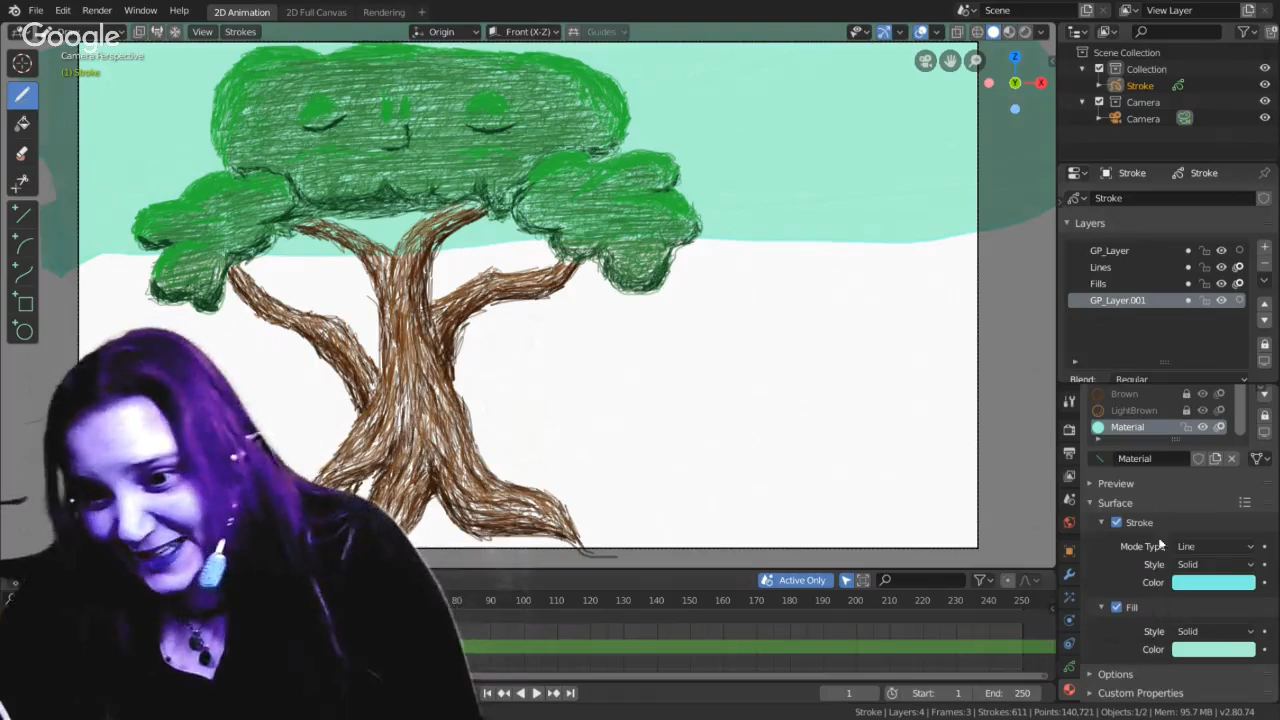 File Edit Render Window Help 2D Animation 2D Full Canvas Rendering + Scene View Layer
Google
View Strokes Origin Front (X-Z) Guides
Camera Perspective
(1) Stroke
Z
Y
X
Scene Collection
Collection
Stroke
Camera
Camera
Stroke Stroke
Stroke
Layers
GP_Layer
Lines
Fills
GP_Layer.001
Blend: Regular
Brown
LightBrown
Material
Material
Preview
Surface
Stroke
Mode Type Line
Style Solid
Color
Fill
Style Solid
Color
Options
Custom Properties
Active Only
80 90 100 110 120 130 140 150 160 170 180 190 200 210 220 230 240 250
1 Start: 1 End: 250
Stroke | Layers:4 | Frames:3 | Strokes:611 | Points:140,721 | Objects:1/2 | Mem: 95.7 MB | v2.80.74